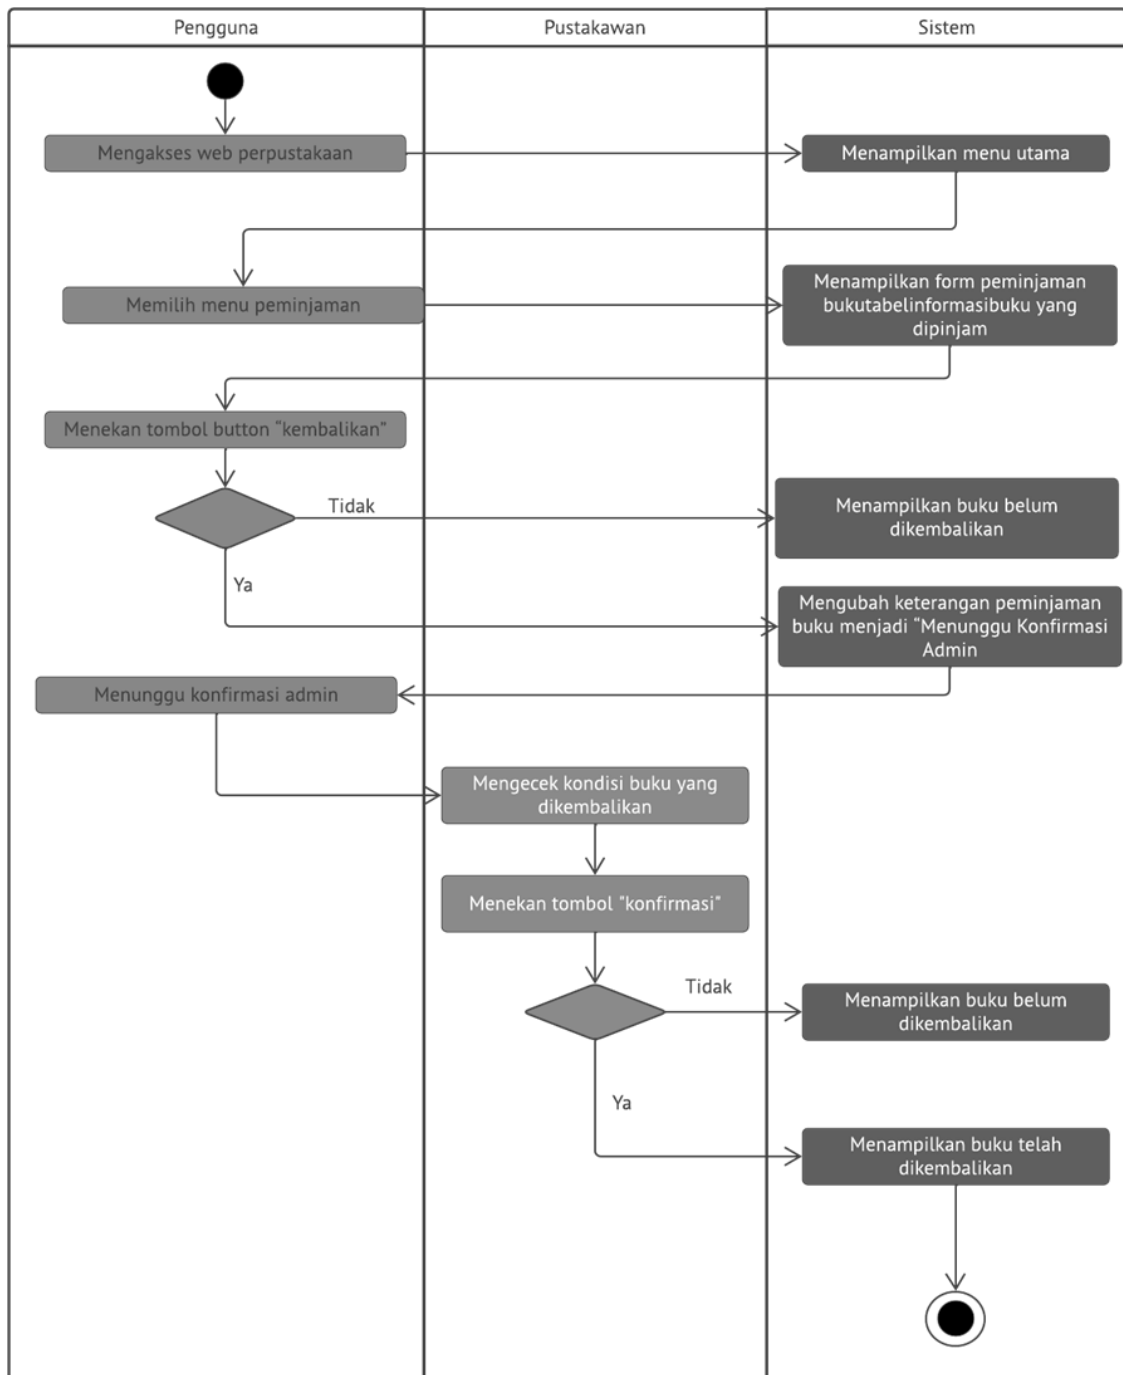 Pengguna
Pustakawan
Sistem
Mengakses web perpustakaan
Menampilkan menu utama
Memilih menu peminjaman
Menampilkan form peminjaman
bukutabelinformasibuku yang
dipinjam
Menekan tombol button “kembalikan”
Tidak
Menampilkan buku belum
dikembalikan
Ya
Mengubah keterangan peminjaman
buku menjadi “Menunggu Konfirmasi
Admin
Menunggu konfirmasi admin
Mengecek kondisi buku yang
dikembalikan
Menekan tombol "konfirmasi"
Tidak
Menampilkan buku belum
dikembalikan
Ya
Menampilkan buku telah
dikembalikan